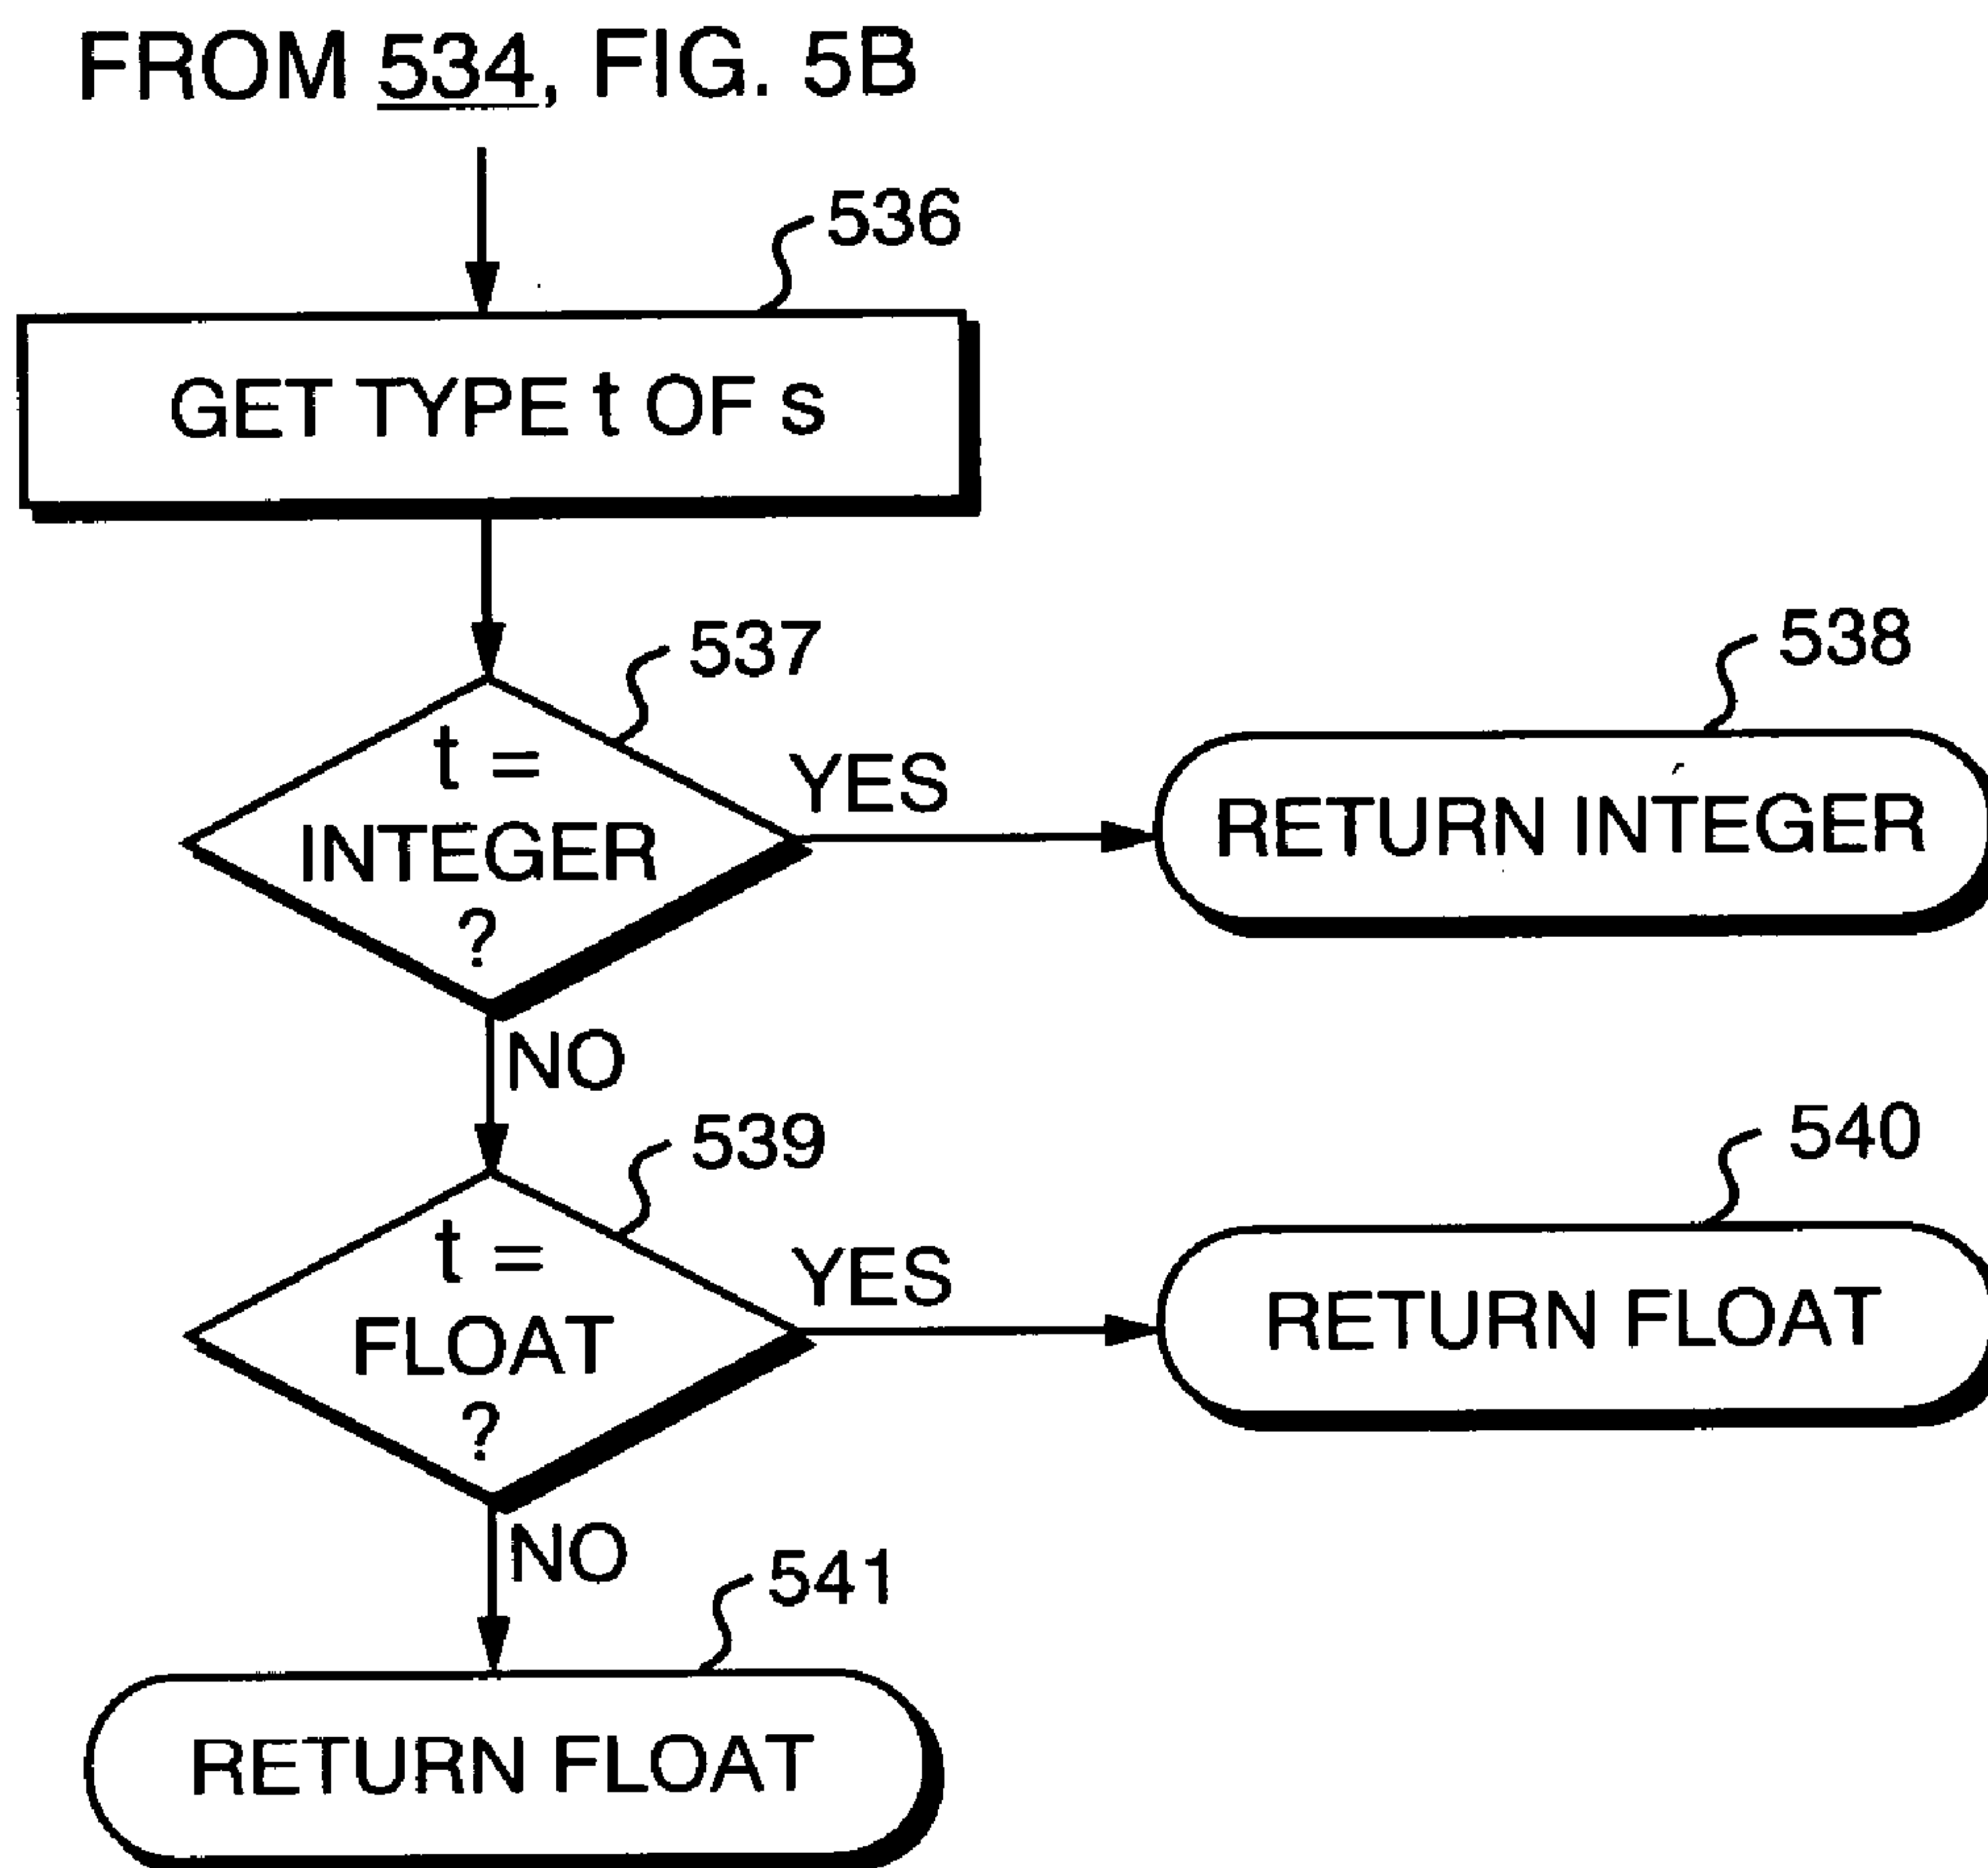 FROM 534, FIG. 5B
536
GET TYPE t OF s
537
538
t =
INTEGER
?
YES
RETURN INTEGER
NO
539
540
t =
FLOAT
?
YES
RETURN FLOAT
NO
541
RETURN FLOAT